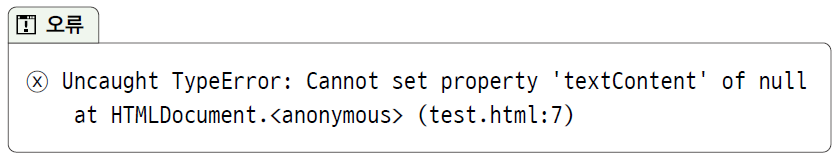 오류
ⓧ Uncaught TypeError: Cannot set property 'textContent' of null
at HTMLDocument.<anonymous> (test.html:7)